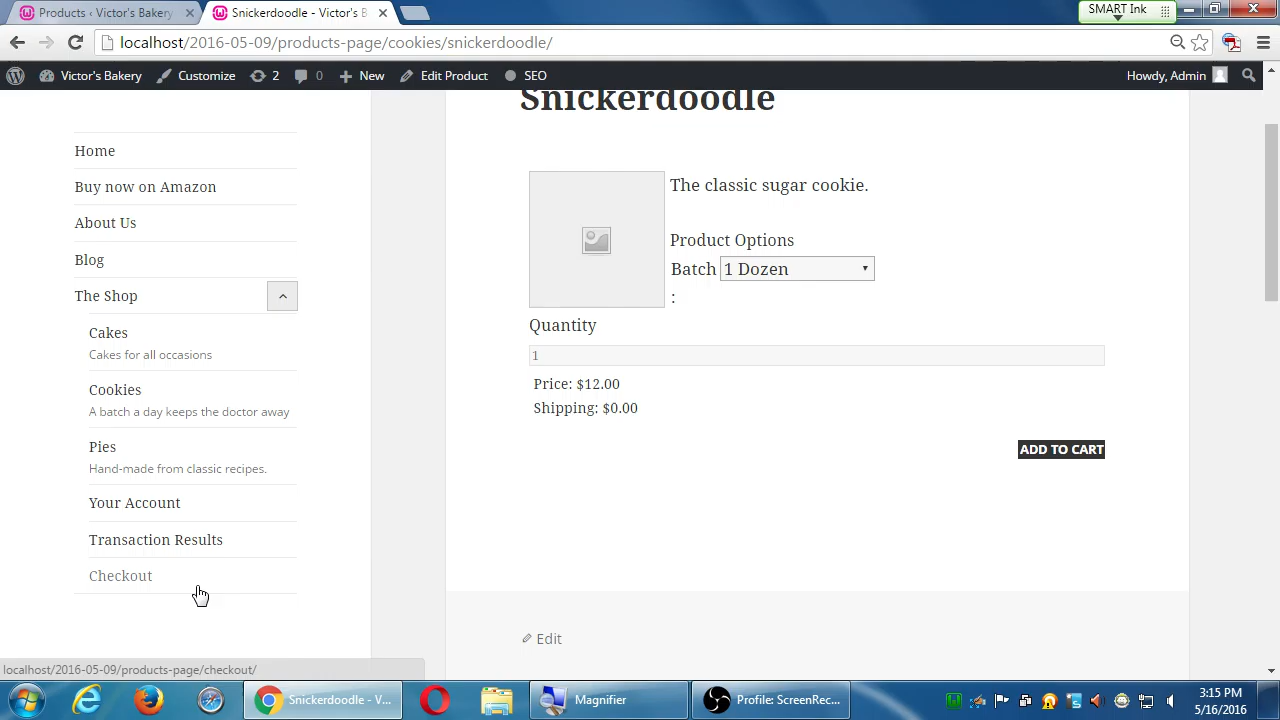 Products ‹ Victor's Bakery
Snickerdoodle - Victor's B
SMART Ink
localhost/2016-05-09/products-page/cookies/snickerdoodle/
Victor's Bakery Customize 2 0 New Edit Product SEO Howdy, Admin
Snickerdoodle
Home
Buy now on Amazon
About Us
Blog
The Shop
Cakes
Cakes for all occasions
Cookies
A batch a day keeps the doctor away
Pies
Hand-made from classic recipes.
Your Account
Transaction Results
Checkout
The classic sugar cookie.
Product Options
Batch 1 Dozen
:
Quantity
1
Price: $12.00
Shipping: $0.00
ADD TO CART
Edit
localhost/2016-05-09/products-page/checkout/
Snickerdoodle - V...
Magnifier
Profile: ScreenRec...
3:15 PM
5/16/2016